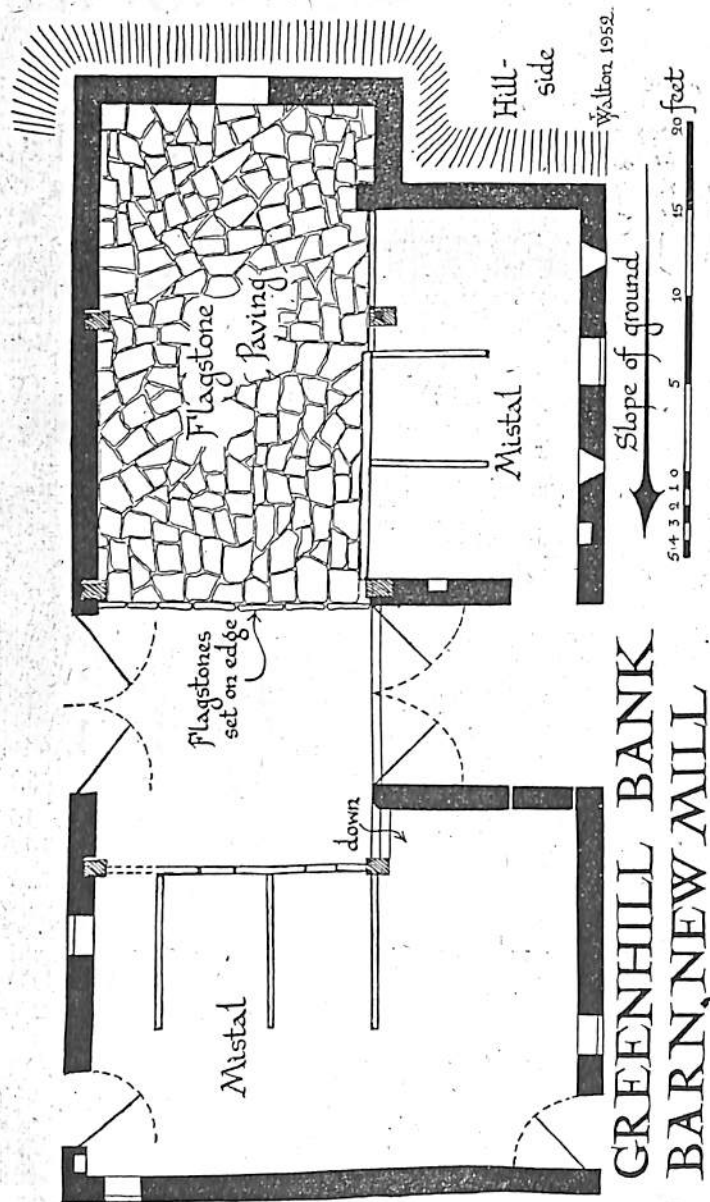 Hill-
side
J. Walton 1952.
Flagstone
Paving
Flagstones
set on edge
down
Mistal
Mistal
Slope of ground
5 4 3 2 1 0 5 10 15 20 feet
GREENHILL BANK
BARN, NEW MILL